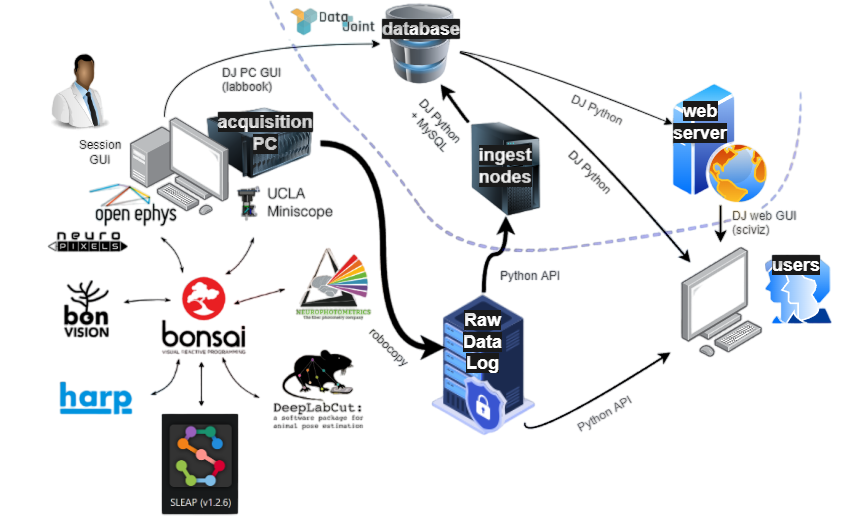 Data
Joint
database
DJ PC GUI
(labbook)
acquisition
PC
Session
GUI
DJ Python
+ MySQL
ingest
nodes
DJ Python
DJ Python
web
server
DJ web GUI
(sciviz)
users
open ephys
UCLA
Miniscope
neuro
PIXELS
bon
VISION
bonsai
VISUAL REACTIVE PROGRAMMING
NEUROPHOTOMETRICS
The fiber photometry company
harp
DeepLabCut:
a software package for
animal pose estimation
SLEAP (v1.2.6)
robocopy
Raw
Data
Log
Python API
Python API